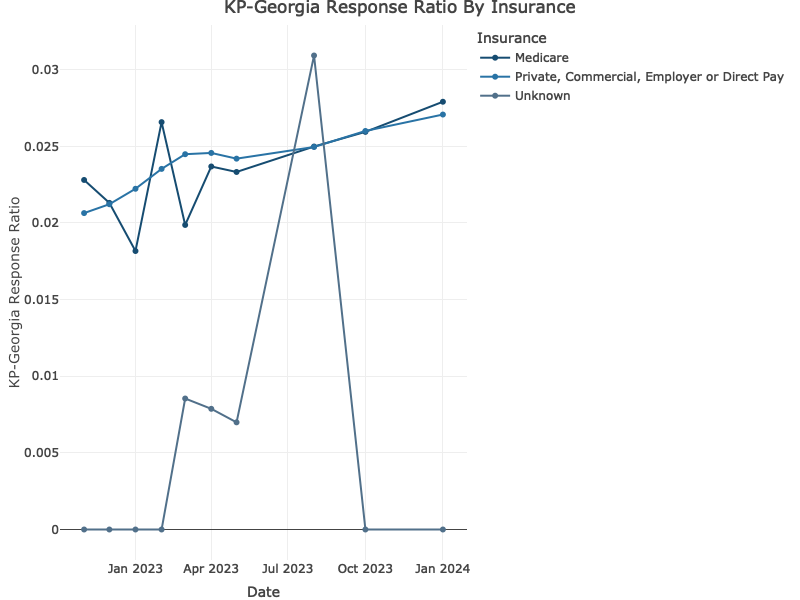 KP-Georgia Response Ratio By Insurance
Insurance
Medicare
Private, Commercial, Employer or Direct Pay
Unknown
KP-Georgia Response Ratio
0.03
0.025
0.02
0.015
0.01
0.005
0
Jan 2023 Apr 2023 Jul 2023 Oct 2023 Jan 2024
Date